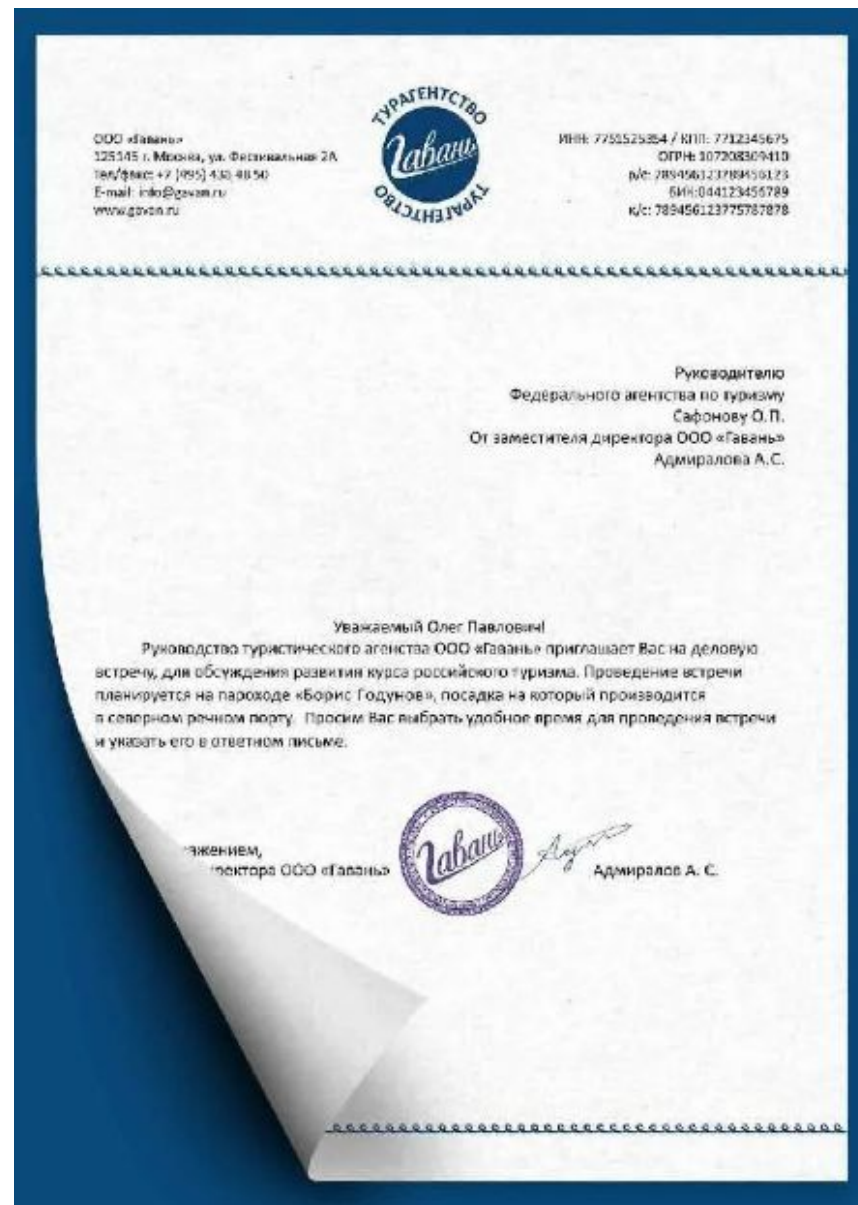 ООО «Гавань»
125145 г. Москва, ул. Фестивальная 2А
Тел/факс: +7 (495) 436 48 50
E-mail: info@gavan.ru
www.gavan.ru
ТУРАГЕНТСТВО
Гавань
ТУРАГЕНТСТВО
ИНН: 7751525354 / КПП: 7712345675
ОГРН: 107208309410
р/с: 789456123789456123
БИК:044123456789
к/с: 789456123775787878
Руководителю
Федерального агентства по туризму
Сафонову О.П.
От заместителя директора ООО «Гавань»
Адмиралова А.С.
Уважаемый Олег Павлович!
Руководство туристического агенства ООО «Гавань» приглашает Вас на деловую
встречу, для обсуждения развития курса российского туризма. Проведение встречи
планируется на пароходе «Борис Годунов», посадка на который производится
в северном речном порту. Просим Вас выбрать удобное время для проведения встречи
и указать его в ответном письме.
ажением,
ректора ООО «Гавань»
Гавань
Адмиралов А. С.